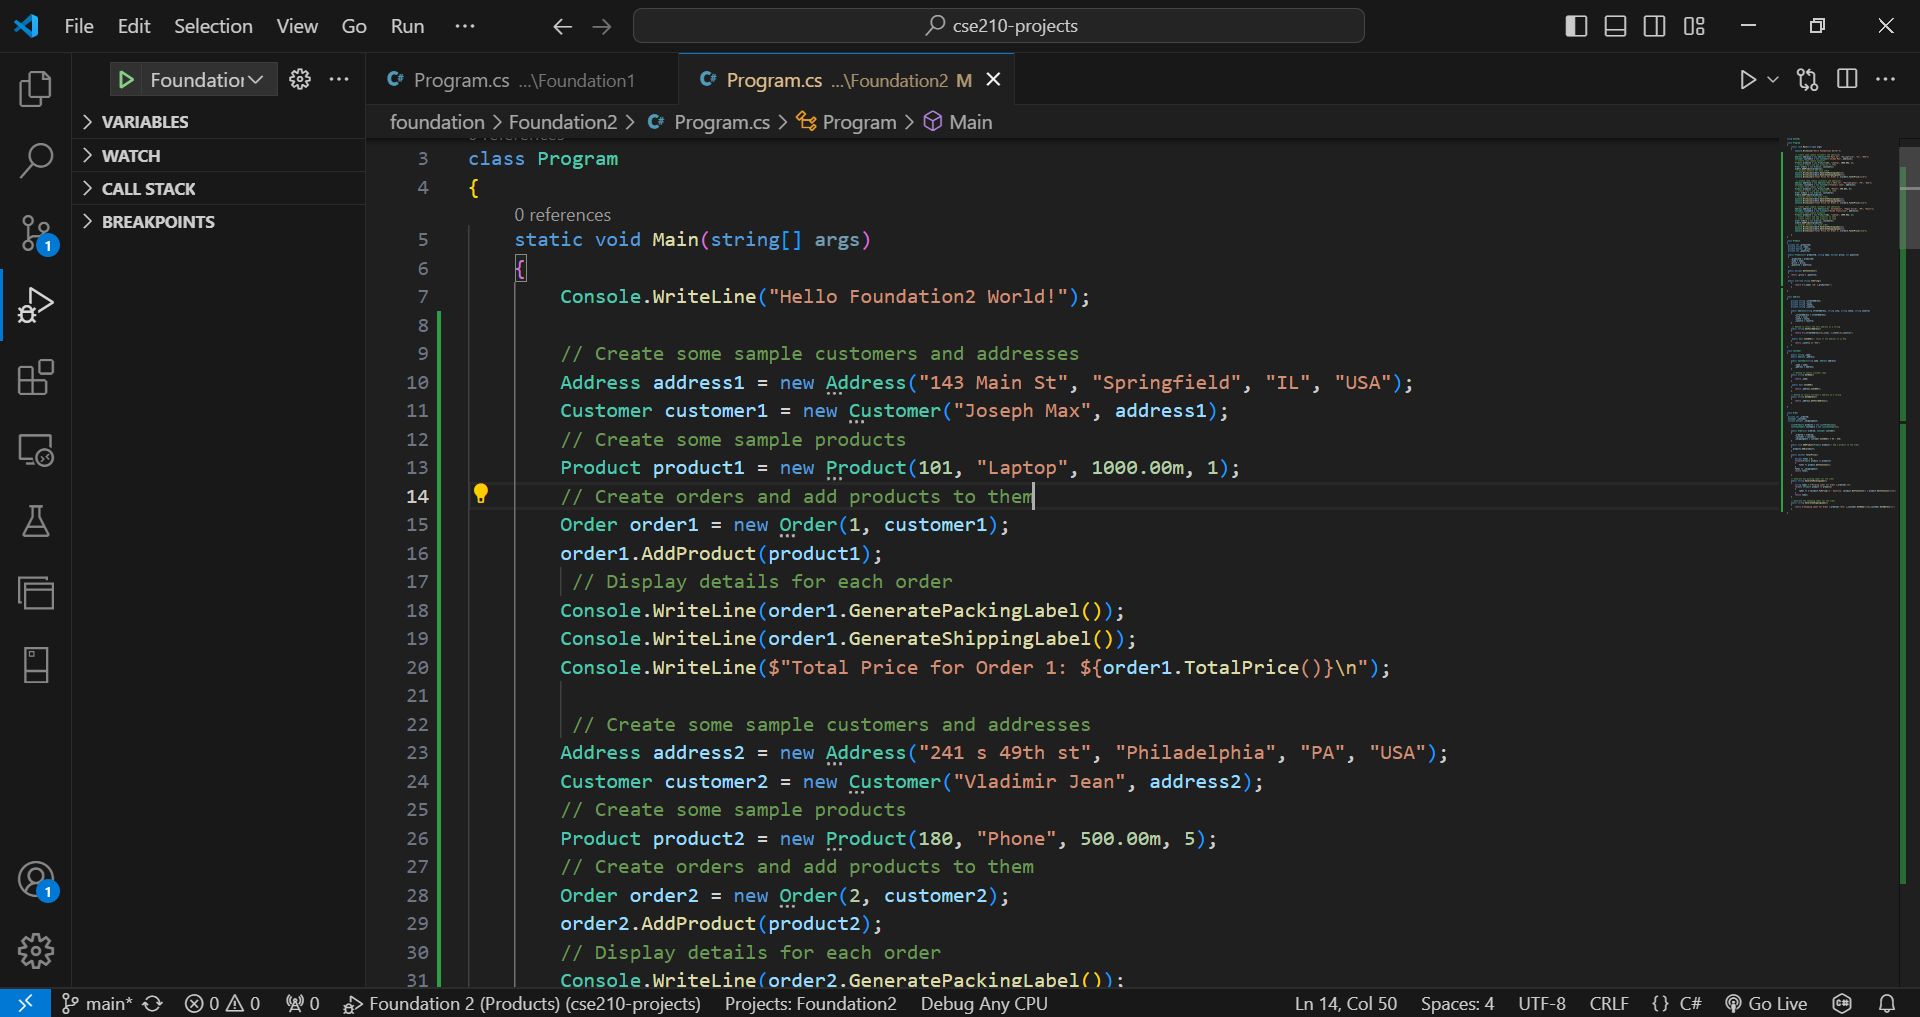 File Edit Selection View Go Run ··· cse210-projects
Foundation ··· Program.cs ...\Foundation1 Program.cs ...\Foundation2 M
VARIABLES
WATCH
CALL STACK
BREAKPOINTS
foundation > Foundation2 > Program.cs > Program > Main
3 class Program
4 {
0 references
5 static void Main(string[] args)
6 {
7 Console.WriteLine("Hello Foundation2 World!");
8
9 // Create some sample customers and addresses
10 Address address1 = new Address("143 Main St", "Springfield", "IL", "USA");
11 Customer customer1 = new Customer("Joseph Max", address1);
12 // Create some sample products
13 Product product1 = new Product(101, "Laptop", 1000.00m, 1);
14 // Create orders and add products to them
15 Order order1 = new Order(1, customer1);
16 order1.AddProduct(product1);
17 // Display details for each order
18 Console.WriteLine(order1.GeneratePackingLabel());
19 Console.WriteLine(order1.GenerateShippingLabel());
20 Console.WriteLine($"Total Price for Order 1: ${order1.TotalPrice()}\n");
21
22 // Create some sample customers and addresses
23 Address address2 = new Address("241 s 49th st", "Philadelphia", "PA", "USA");
24 Customer customer2 = new Customer("Vladimir Jean", address2);
25 // Create some sample products
26 Product product2 = new Product(180, "Phone", 500.00m, 5);
27 // Create orders and add products to them
28 Order order2 = new Order(2, customer2);
29 order2.AddProduct(product2);
30 // Display details for each order
31 Console.WriteLine(order2.GeneratePackingLabel());
1
1
main* 0 0 0 Foundation 2 (Products) (cse210-projects) Projects: Foundation2 Debug Any CPU Ln 14, Col 50 Spaces: 4 UTF-8 CRLF {} C# Go Live